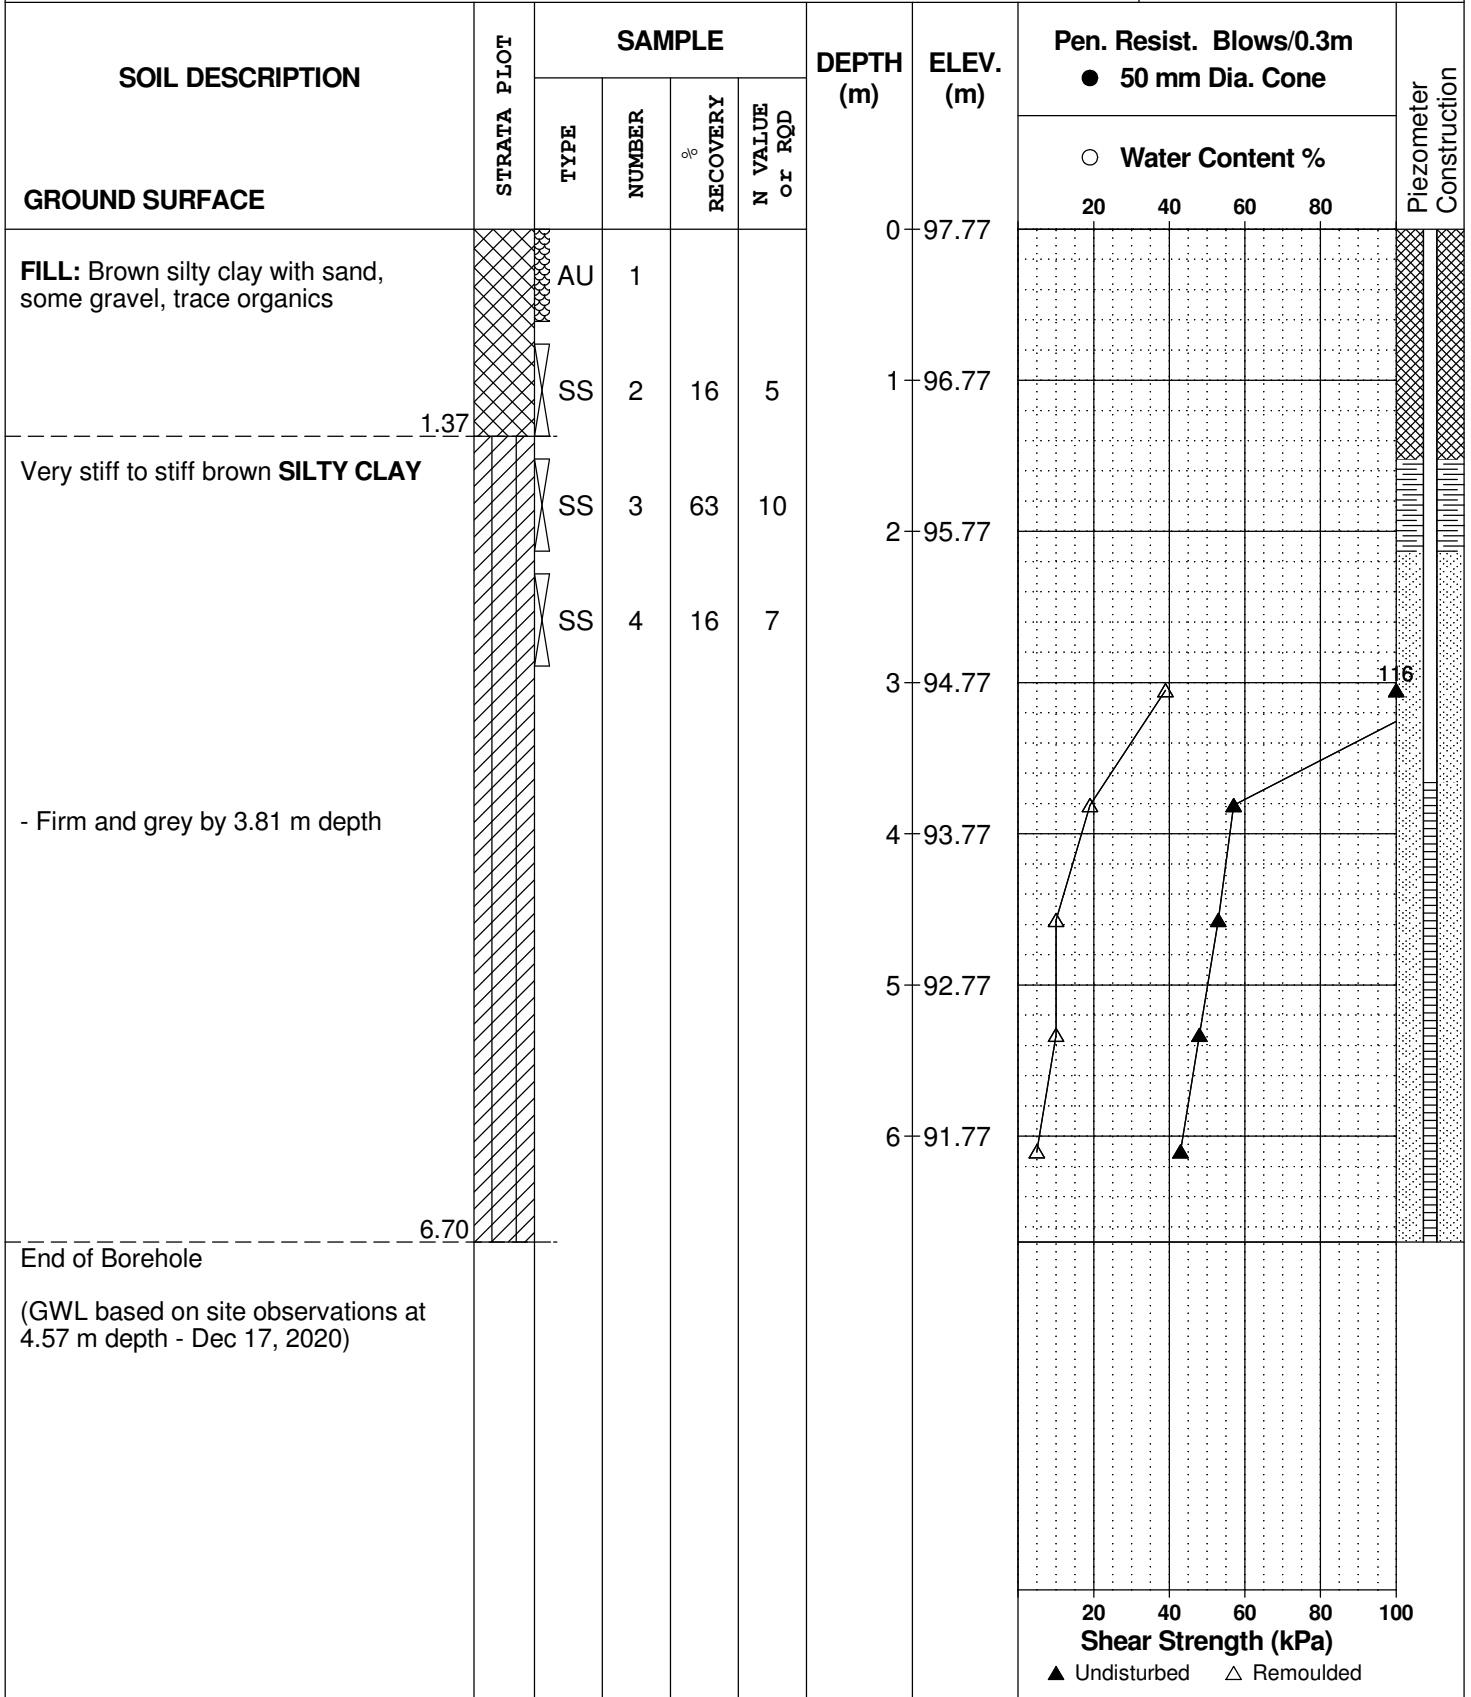 SOIL DESCRIPTION
GROUND SURFACE
STRATA PLOT
SAMPLE
TYPE
NUMBER
% RECOVERY
N VALUE or RQD
DEPTH (m)
ELEV. (m)
Pen. Resist. Blows/0.3m
● 50 mm Dia. Cone
○ Water Content %
20 40 60 80
Piezometer Construction
0 97.77
FILL: Brown silty clay with sand,
some gravel, trace organics
AU 1
1 96.77
SS 2 16 5
1.37
Very stiff to stiff brown SILTY CLAY
SS 3 63 10
2 95.77
SS 4 16 7
3 94.77
116
- Firm and grey by 3.81 m depth
4 93.77
5 92.77
6 91.77
6.70
End of Borehole
(GWL based on site observations at
4.57 m depth - Dec 17, 2020)
20 40 60 80 100
Shear Strength (kPa)
▲ Undisturbed △ Remoulded